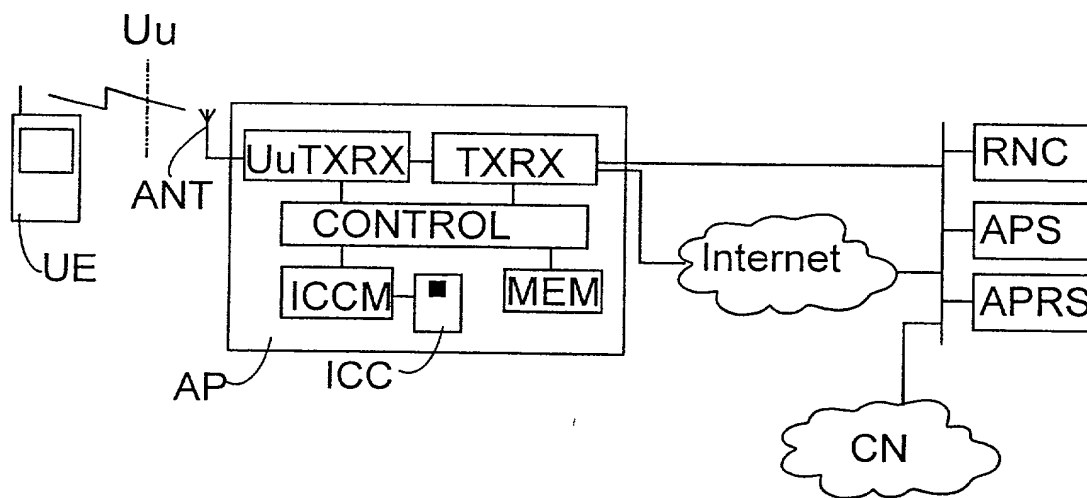 Uu
UuTXRX
TXRX
RNC
ANT
CONTROL
APS
Internet
UE
ICCM
MEM
APRS
AP
ICC
CN